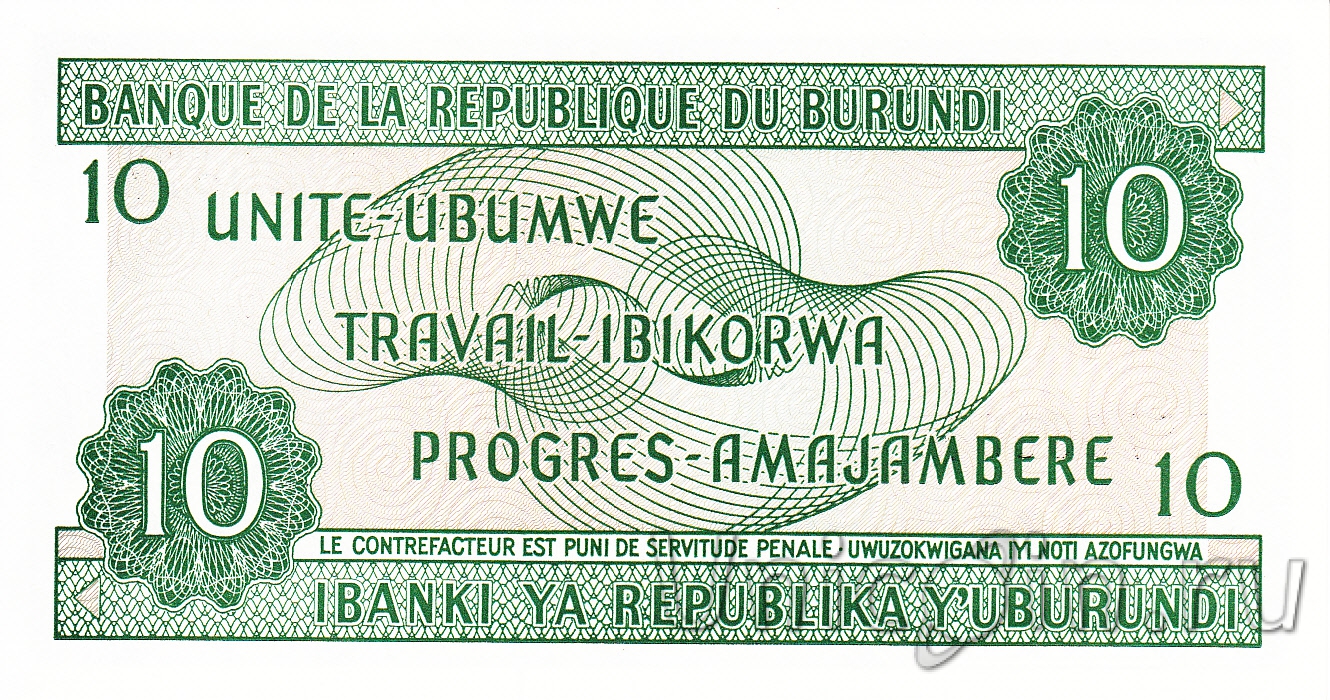 BANQUE DE LA REPUBLIQUE DU BURUNDI
10
UNITE-UBUMWE
10
TRAVAIL-IBIKORWA
PROGRES-AMAJAMBERE
10
10
LE CONTREFACTEUR EST PUNI DE SERVITUDE PENALE UWUZOKWIGANA IYI NOTI AZOFUNGWA
IBANKI YA REPUBLIKA Y'UBURUNDI